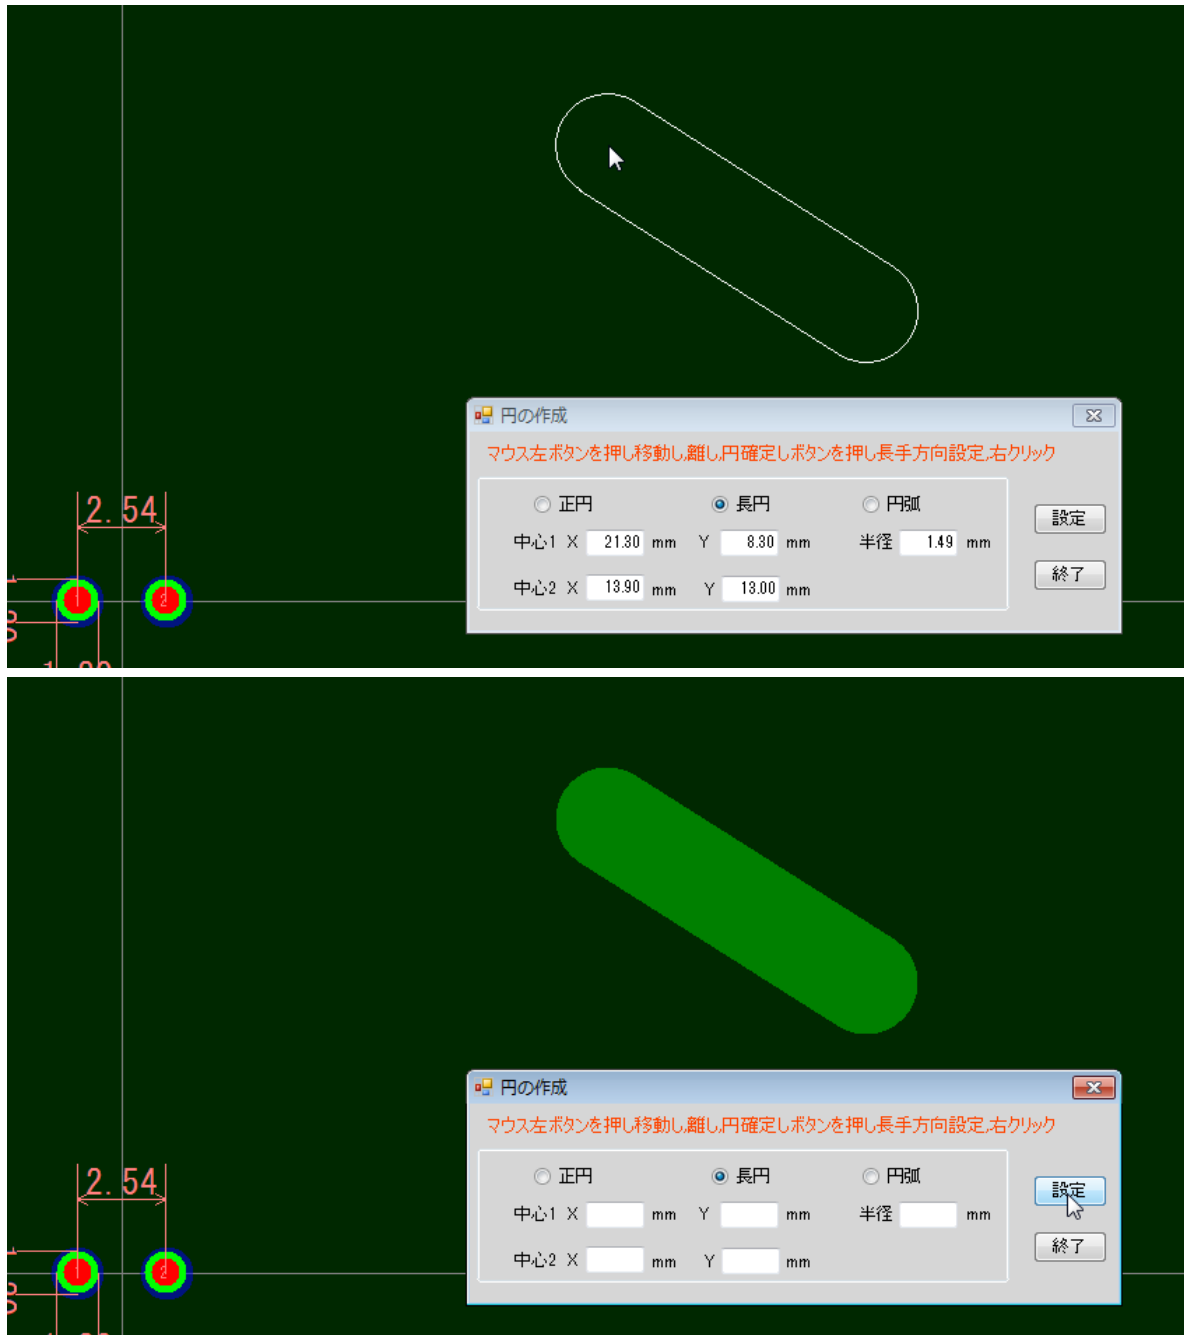 2.54
1
2
円の作成
マウス左ボタンを押し移動し,離し,円確定しボタンを押し長手方向設定,右クリック
正円 長円 円弧
設定
中心1 X 21.30 mm Y 8.30 mm 半径 1.49 mm
中心2 X 13.90 mm Y 13.00 mm
終了
2.54
1
2
円の作成
マウス左ボタンを押し移動し,離し,円確定しボタンを押し長手方向設定,右クリック
正円 長円 円弧
設定
中心1 X mm Y mm 半径 mm
中心2 X mm Y mm
終了